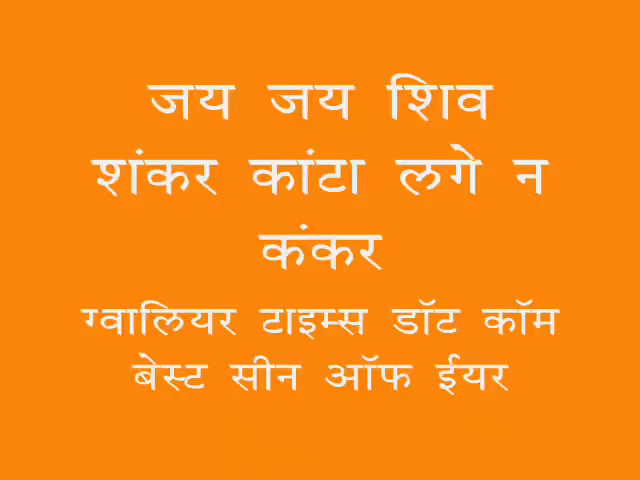 जय जय शिव
शंकर कांटा लगे न
कंकर
ग्वालियर टाइम्स डॉट कॉम
बेस्ट सीन ऑफ ईयर